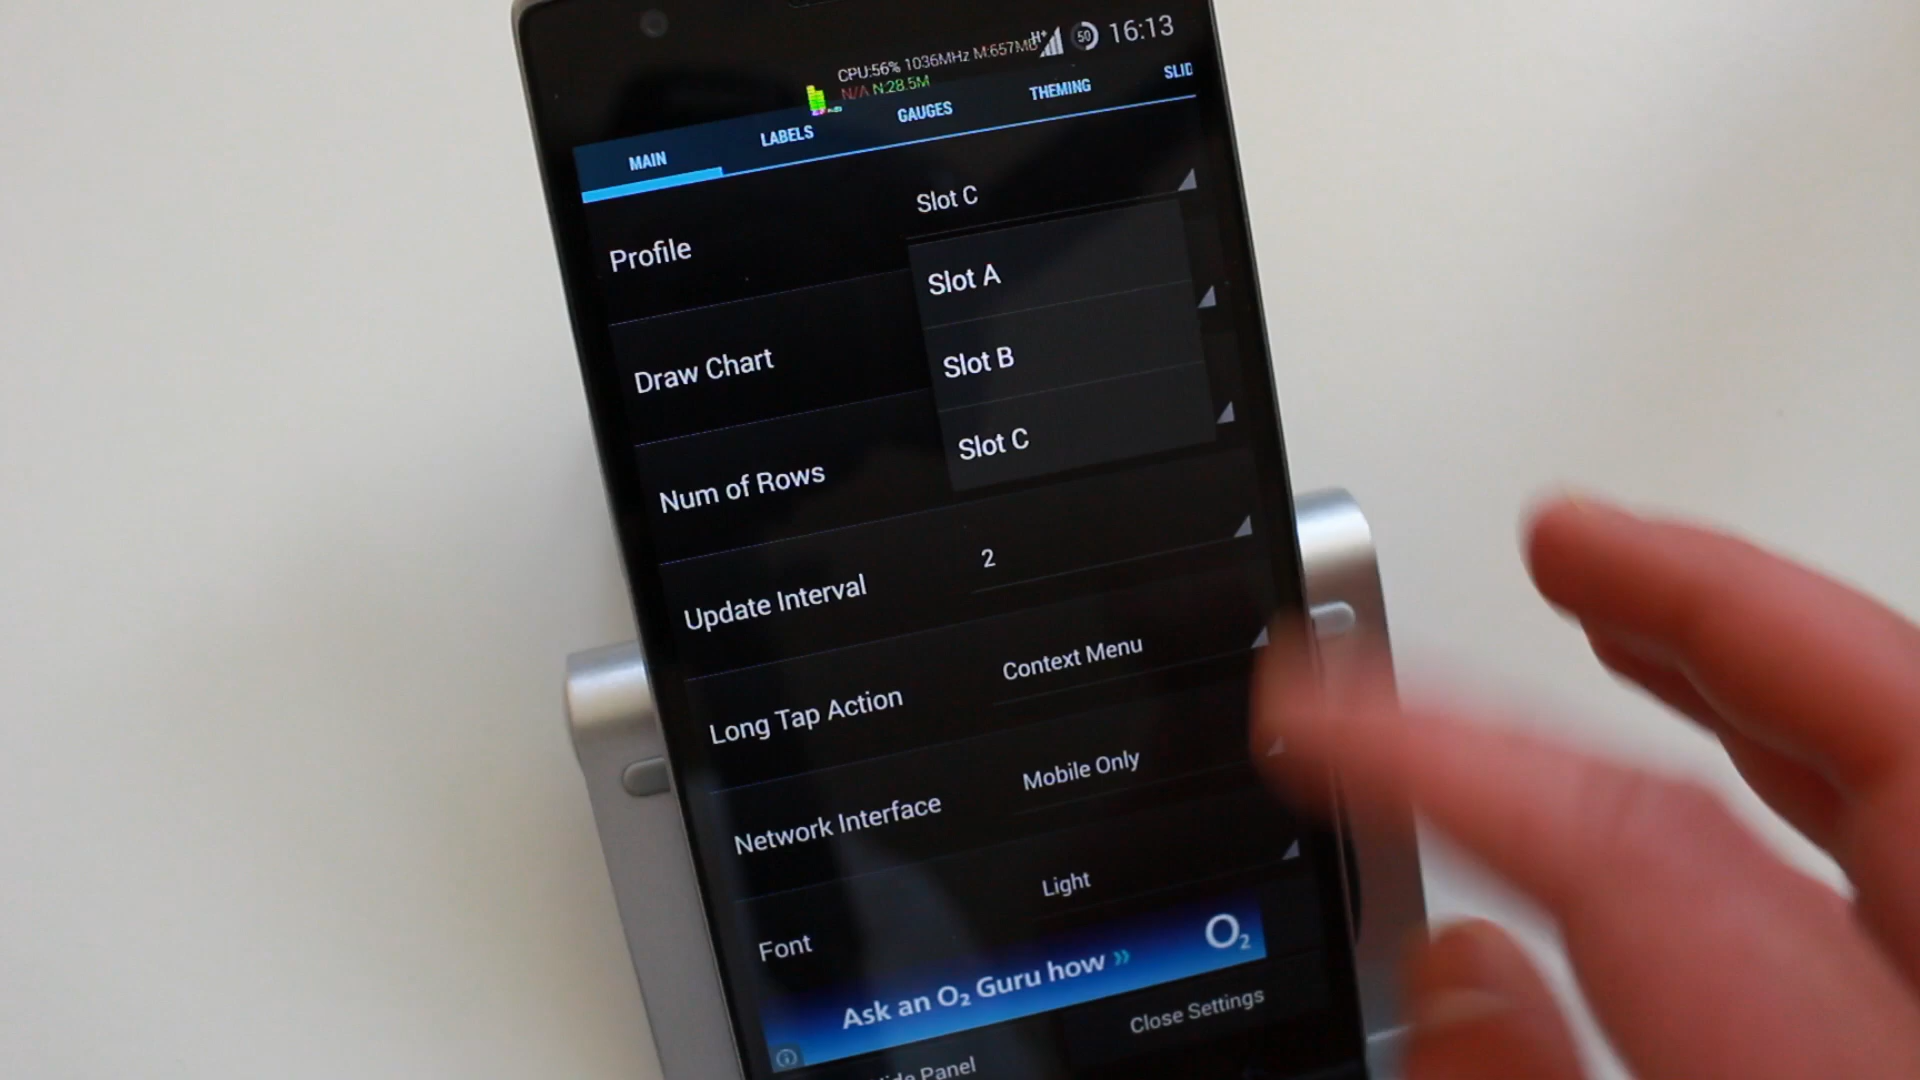 CPU:56% 1036MHz M:657MB H+ 50 16:13
N/A N:28.5M
MAIN LABELS GAUGES THEMING SLID
Profile Slot C
Slot A
Slot B
Slot C
Draw Chart
Num of Rows
Update Interval 2
Long Tap Action Context Menu
Network Interface Mobile Only
Font Light
Ask an O₂ Guru how » O₂
Panel Close Settings